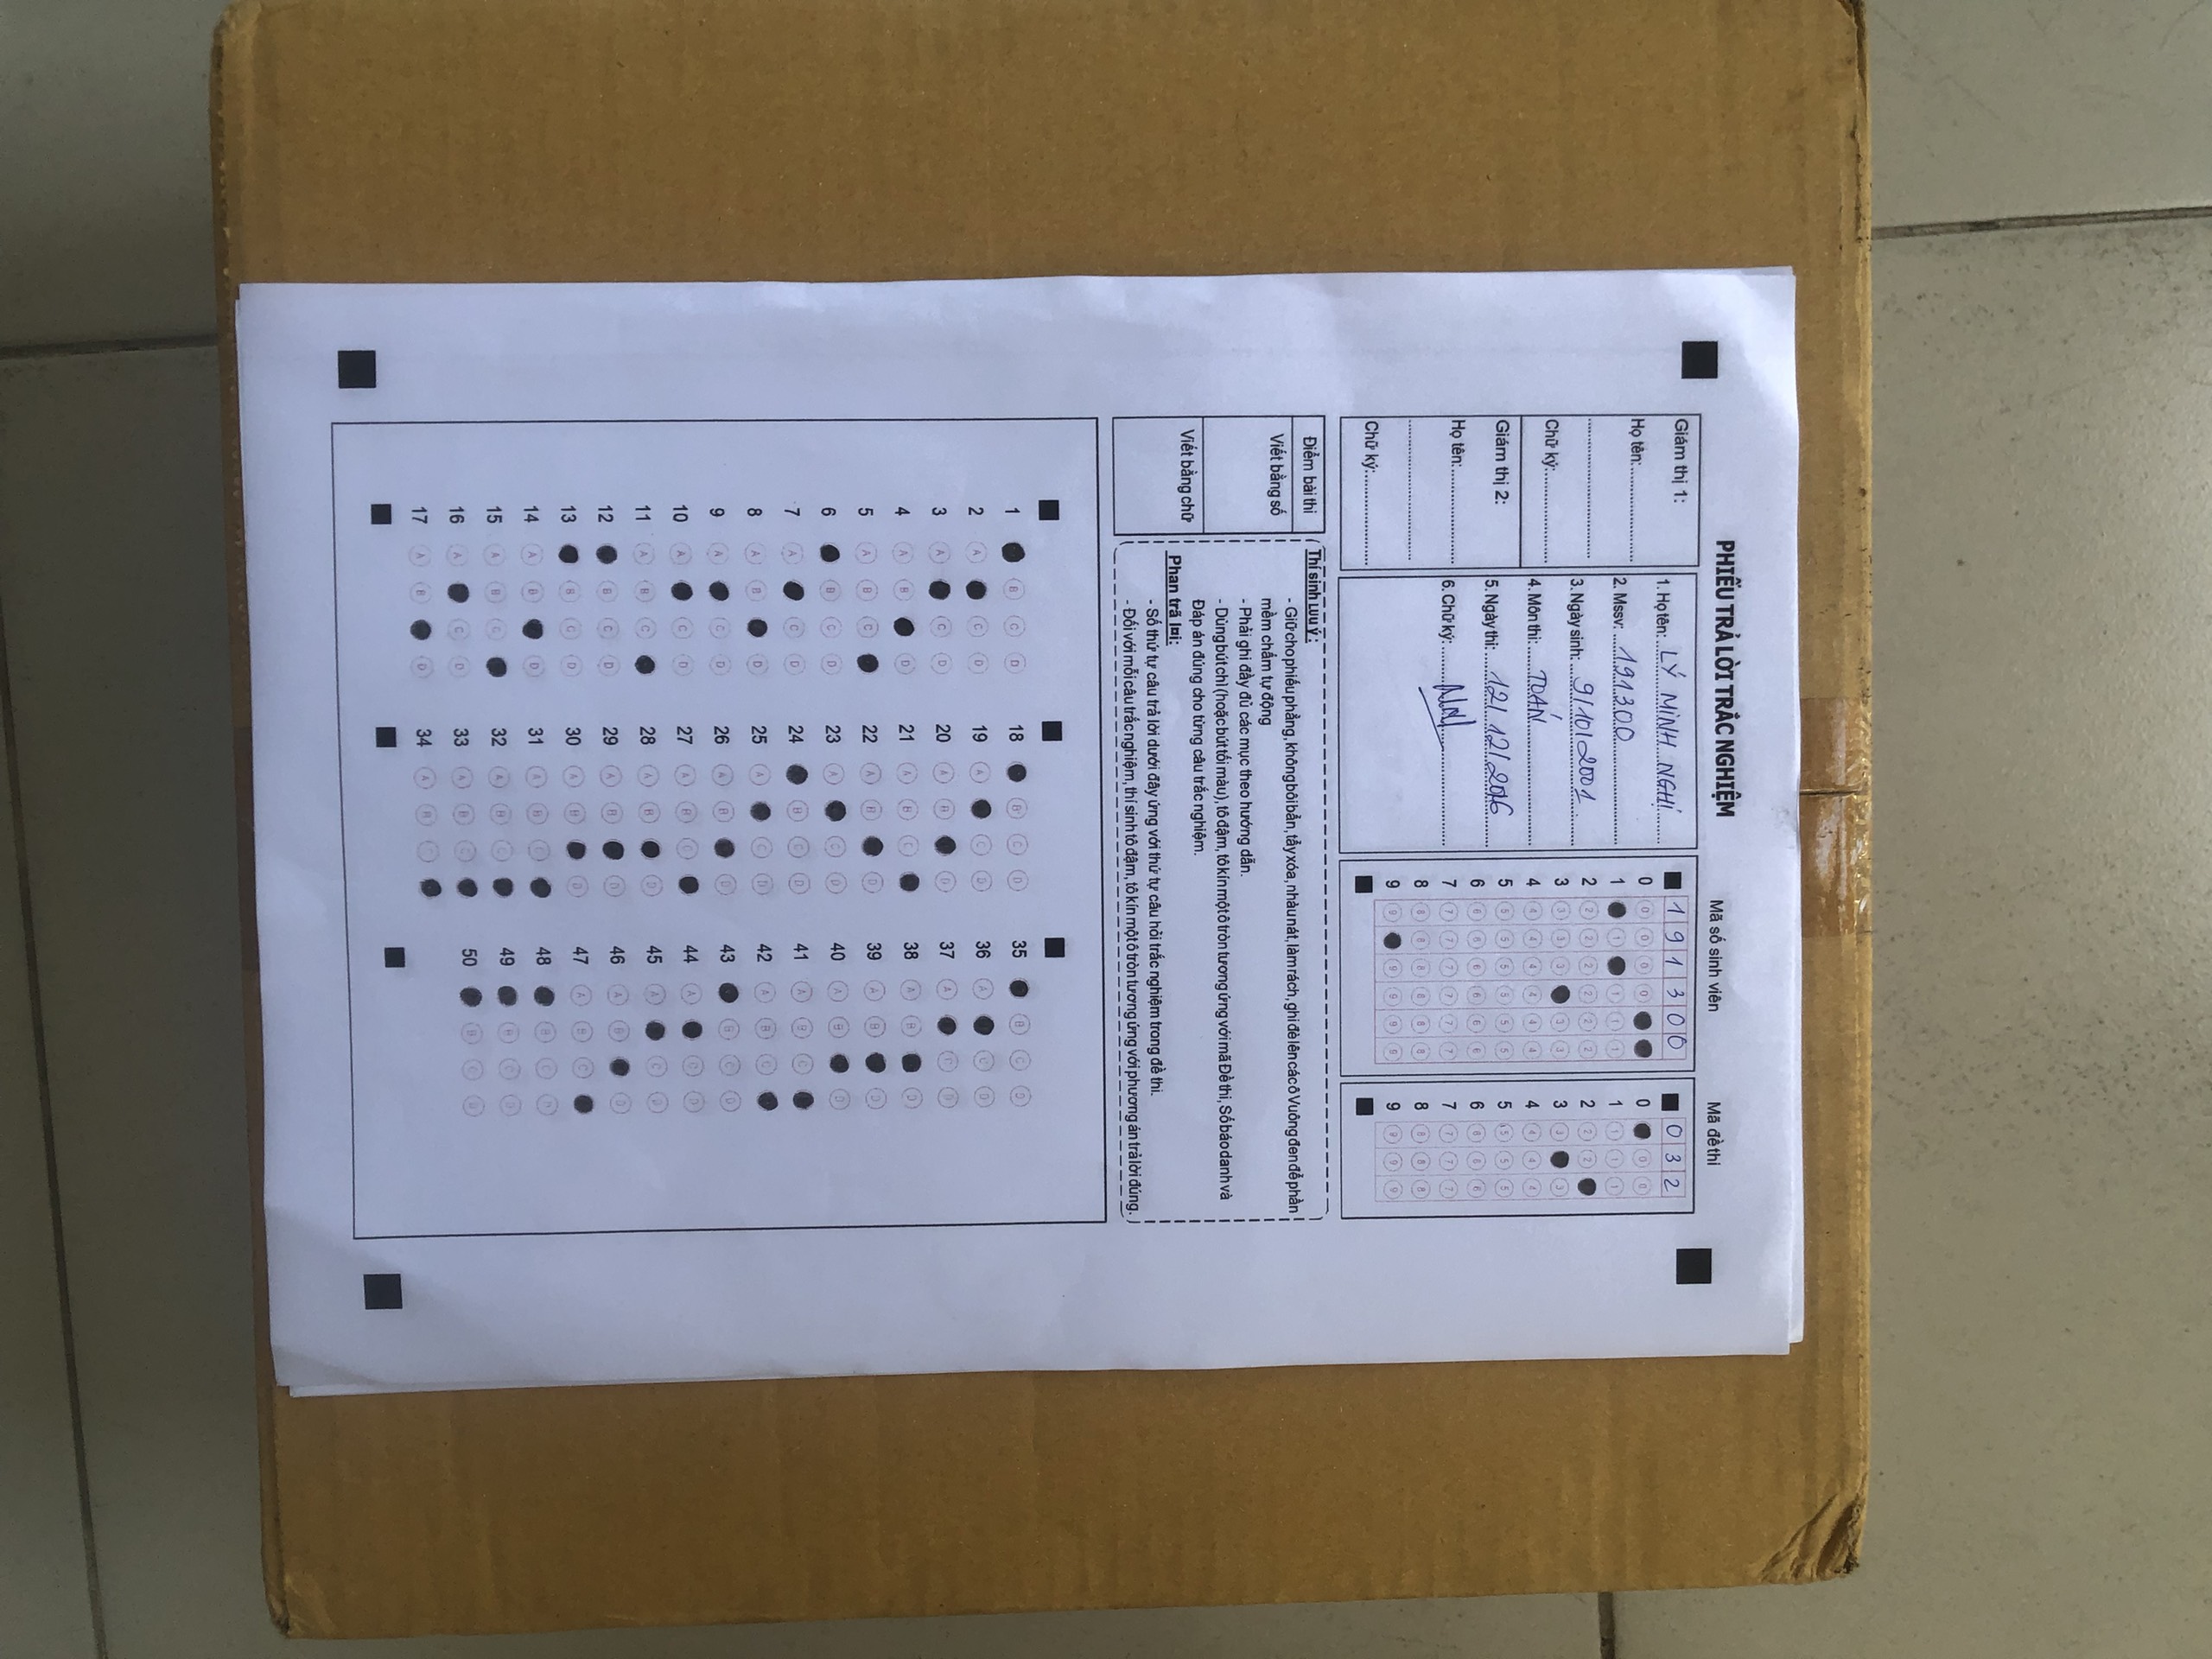 PHIẾU TRẢ LỜI TRẮC NGHIỆM
Mã số sinh viên
Mã đề thi
Giám thị 1:
Họ tên:
Chữ ký:
Giám thị 2:
Họ tên:
Chữ ký:
1. Họ tên: LÝ MINH NGHỊ
2. Mssv: 191300
3. Ngày sinh: 9/10/2001
4. Môn thi: TOÁN
5. Ngày thi: 12/12/2016
6. Chữ ký:
1 9 1 3 0 0
0 0 0 0 0
1 1 1 1 1
2 2 2 2 2 2 2
3 3 3 3 3 3
4 4 4 4 4 4 4
5 5 5 5 5 5 5
6 6 6 6 6 6 6
7 7 7 7 7 7 7
8 8 8 8 8 8 8
9 9 9 9 9 9
0 3 2
0 0 0
1 1 1 1
2 2 2
3 3 3
4 4 4 4
5 5 5 5
6 6 6 6
7 7 7 7
8 8 8 8
9 9 9 9
Điểm bài thi
Viết bằng số
Viết bằng chữ
Thí sinh Lưu ý :
- Giữ cho phiếu phẳng, không bôi bẩn, tẩy xóa, nhàu nát, làm rách, ghi đè lên các ô Vuông đen để phần
mềm chấm tự động
- Phải ghi đầy đủ các mục theo hướng dẫn.
- Dùng bút chì (hoặc bút tối màu), tô đậm, tô kín một ô tròn tương ứng với mã Đề thi, Số báo danh và
Đáp án đúng cho từng câu trắc nghiệm.
Phan trã l¤i:
- Số thứ tự câu trả lời dưới đây ứng với thứ tự câu hỏi trắc nghiệm trong đề thi.
- Đối với mỗi câu trắc nghiệm, thí sinh tô đậm, tô kín một ô tròn tương ứng với phương án trả lời đúng.
1 B C D
2 A C D
3 A C D
4 A B D
5 A B C
6 B C D
7 A C D
8 A B D
9 A C D
10 A C D
11 A B C
12 B C D
13 B C D
14 A B D
15 A B C
16 A C D
17 A B D
18 B C D
19 A C D
20 A B D
21 A B C
22 A B D
23 A C D
24 B C D
25 A C D
26 A B D
27 A B C
28 A B D
29 A B D
30 A B D
31 A B C
32 A B C
33 A B C
34 A B C
35 B C D
36 A C D
37 A C D
38 A B D
39 A B D
40 A B D
41 A B C
42 A B C
43 B C D
44 A C D
45 A C D
46 A B D
47 A B C
48 B C D
49 B C D
50 B C D